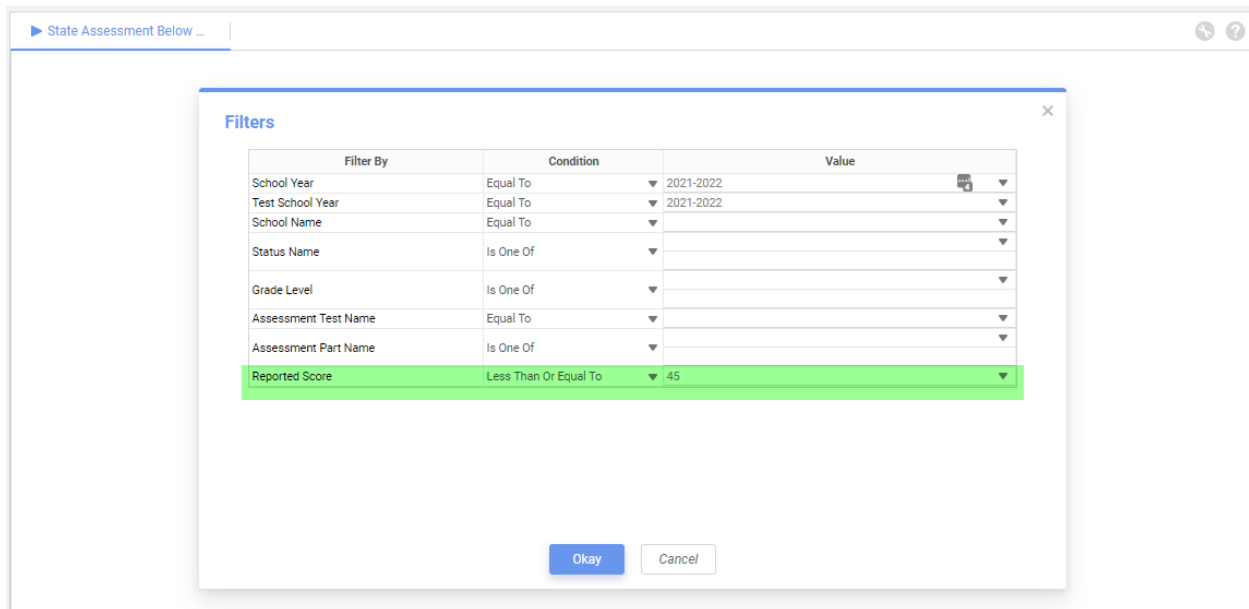 State Assessment Below ...
Filters
Filter By Condition Value
School Year Equal To 2021-2022
Test School Year Equal To 2021-2022
School Name Equal To
Status Name Is One Of
Grade Level Is One Of
Assessment Test Name Equal To
Assessment Part Name Is One Of
Reported Score Less Than Or Equal To 45
Okay Cancel